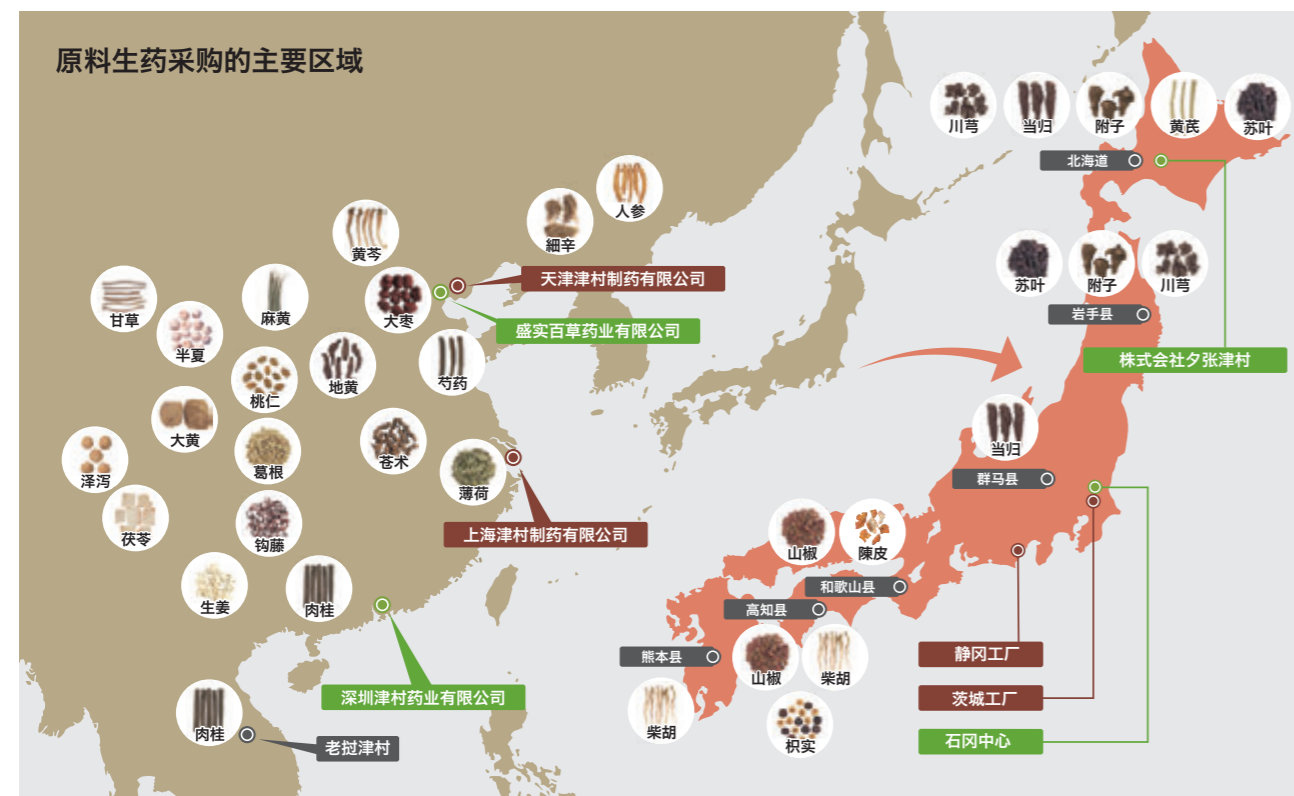 原料生药采购的主要区域
川芎
当归
附子
黄芪
苏叶
北海道
人参
細辛
黄芩
苏叶
附子
川芎
天津津村制药有限公司
甘草
麻黄
大枣
岩手县
盛实百草药业有限公司
半夏
株式会社夕张津村
地黄
芍药
桃仁
大黄
当归
葛根
苍术
泽泻
薄荷
群马县
茯苓
钩藤
上海津村制药有限公司
山椒
陳皮
和歌山县
生姜
肉桂
高知县
静冈工厂
熊本县
山椒
柴胡
深圳津村药业有限公司
茨城工厂
肉桂
柴胡
枳实
石冈中心
老挝津村